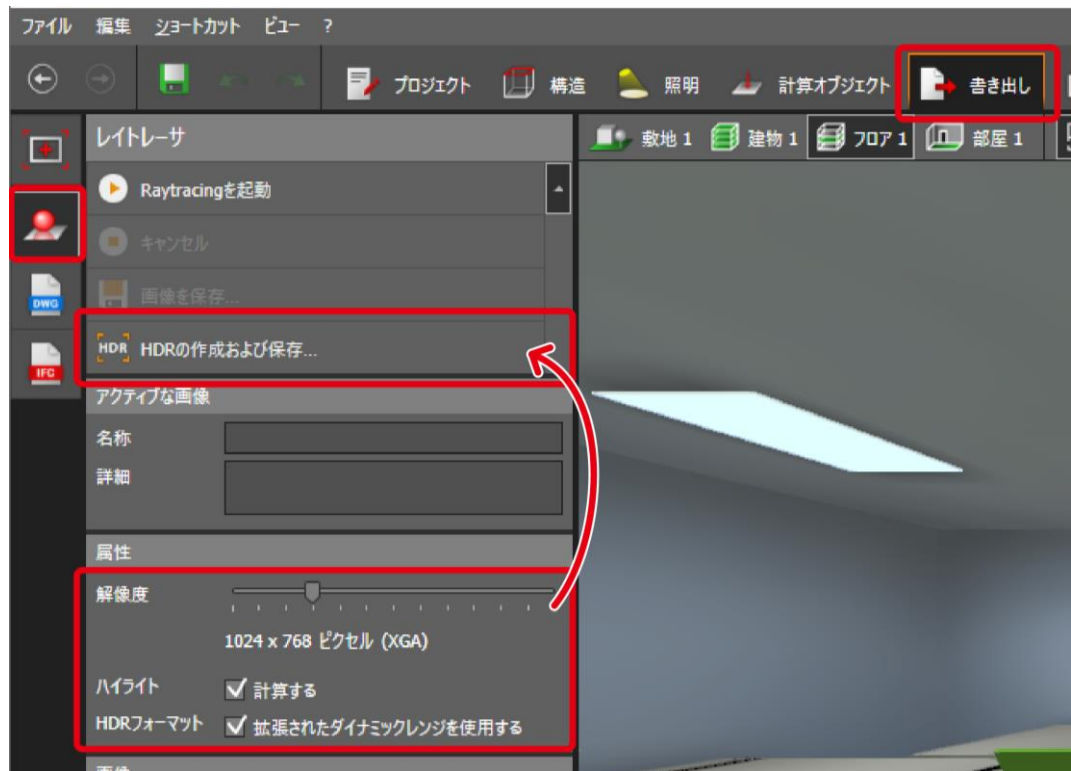 ファイル 編集 ショートカット ビュー ?
プロジェクト 構造 照明 計算オブジェクト 書き出し
レイトレーサ
敷地 1 建物 1 フロア 1 部屋 1
Raytracingを起動
キャンセル
画像を保存...
DWG
HDR HDRの作成および保存...
IFC
アクティブな画像
名称
詳細
属性
解像度
1024 x 768 ピクセル (XGA)
ハイライト 計算する
HDRフォーマット 拡張されたダイナミックレンジを使用する